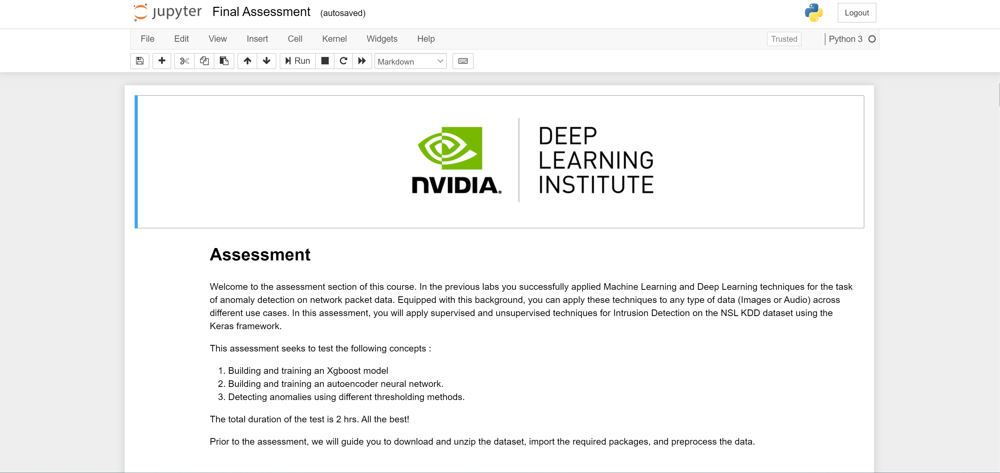 jupyter Final Assessment (autosaved)
Logout
File Edit View Insert Cell Kernel Widgets Help
Trusted
Python 3
Run
Markdown
NVIDIA®
DEEP
LEARNING
INSTITUTE
Assessment
Welcome to the assessment section of this course. In the previous labs you successfully applied Machine Learning and Deep Learning techniques for the task
of anomaly detection on network packet data. Equipped with this background, you can apply these techniques to any type of data (Images or Audio) across
different use cases. In this assessment, you will apply supervised and unsupervised techniques for Intrusion Detection on the NSL KDD dataset using the
Keras framework.
This assessment seeks to test the following concepts :
1. Building and training an Xgboost model
2. Building and training an autoencoder neural network.
3. Detecting anomalies using different thresholding methods.
The total duration of the test is 2 hrs. All the best!
Prior to the assessment, we will guide you to download and unzip the dataset, import the required packages, and preprocess the data.